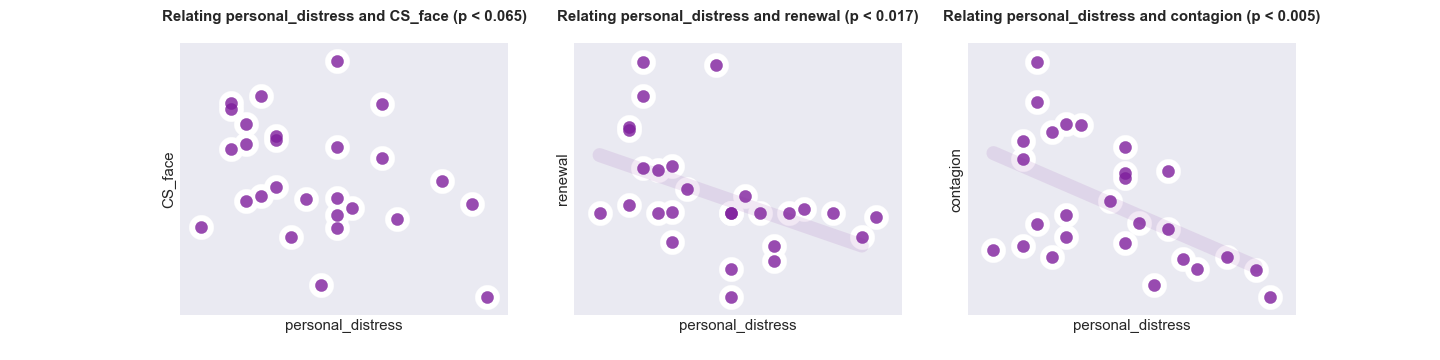 Relating personal_distress and CS_face (p < 0.065)
CS_face
personal_distress
Relating personal_distress and renewal (p < 0.017)
renewal
personal_distress
Relating personal_distress and contagion (p < 0.005)
contagion
personal_distress